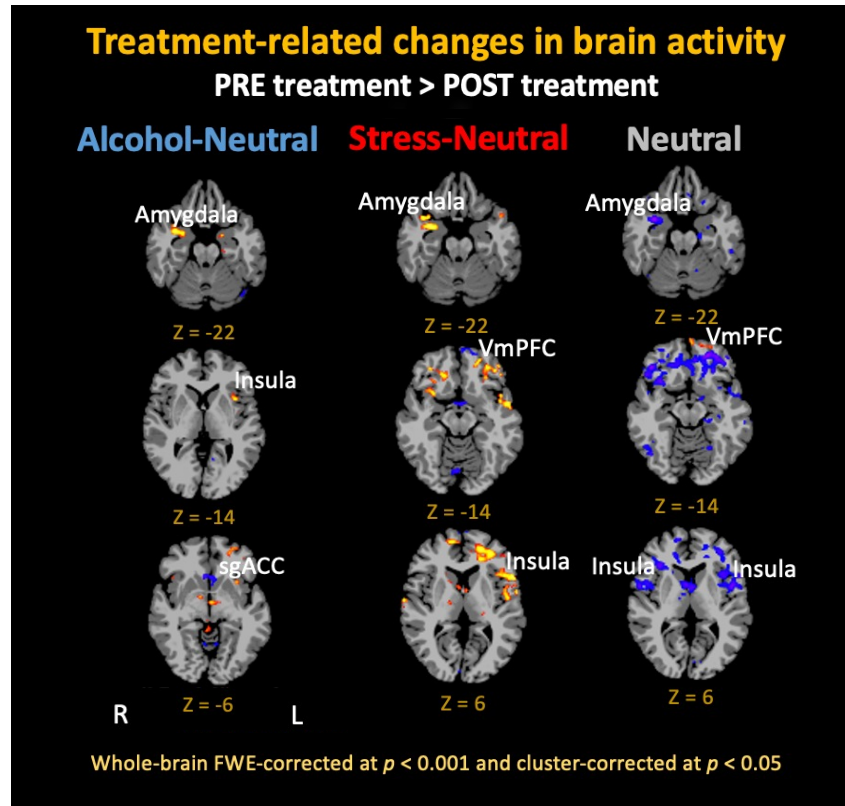 Treatment-related changes in brain activity
PRE treatment > POST treatment
Alcohol-Neutral
Stress-Neutral
Neutral
Amygdala
Amygdala
Amygdala
Z = -22
Z = -22
Z = -22
Insula
VmPFC
VmPFC
Z = -14
Z = -14
Z = -14
sgACC
Insula
Insula
Insula
Z = -6
Z = 6
Z = 6
R
L
Whole-brain FWE-corrected at p < 0.001 and cluster-corrected at p < 0.05